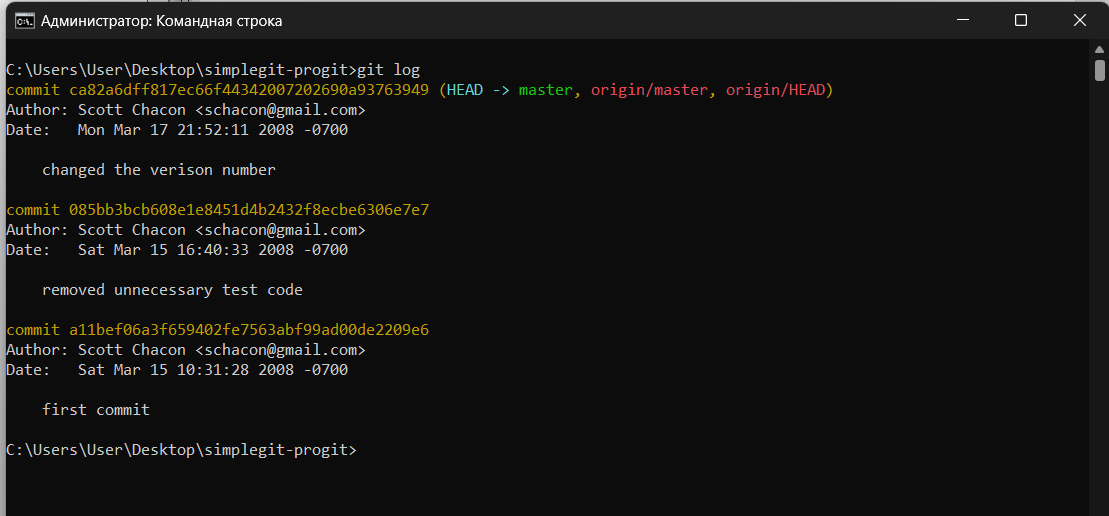 Администратор: Командная строка
C:\Users\User\Desktop\simplegit-progit>git log
commit ca82a6dff817ec66f44342007202690a93763949 (HEAD -> master, origin/master, origin/HEAD)
Author: Scott Chacon <schacon@gmail.com>
Date:   Mon Mar 17 21:52:11 2008 -0700
changed the verison number
commit 085bb3bcb608e1e8451d4b2432f8ecbe6306e7e7
Author: Scott Chacon <schacon@gmail.com>
Date:   Sat Mar 15 16:40:33 2008 -0700
removed unnecessary test code
commit a11bef06a3f659402fe7563abf99ad00de2209e6
Author: Scott Chacon <schacon@gmail.com>
Date:   Sat Mar 15 10:31:28 2008 -0700
first commit
C:\Users\User\Desktop\simplegit-progit>